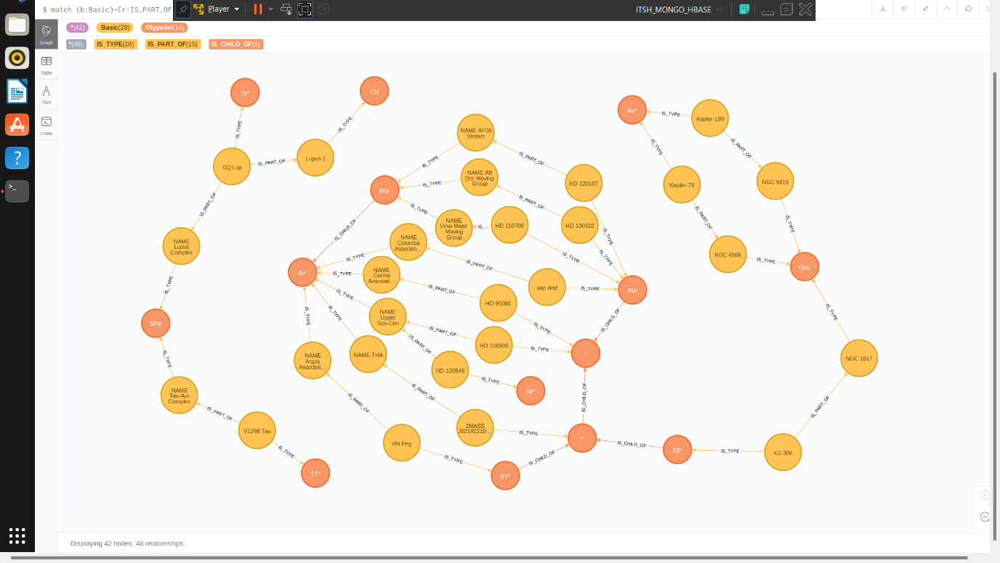 $ match (b:Basic)-[r:IS_PART_OF
Player
ITSH_MONGO_HBASE
*(42) Basic(28) Otypedef(14)
*(48) IS_TYPE(28) IS_PART_OF(15) IS_CHILD_OF(5)
Graph
Table
Text
Code
Or*
Cld
IS_TYPE
IS_TYPE
GQ Lup
IS_PART_OF
Lupus 1
IS_PART_OF
NAME
Lupus
Complex
IS_TYPE
SFR
IS_TYPE
NAME
Tau-Aur
Complex
IS_PART_OF
V1298 Tau
IS_TYPE
TT*
NAME AF06
Stream
IS_TYPE
IS_PART_OF
HD 220197
IS_TYPE
NAME AB
Dor Moving
Group
IS_TYPE
IS_PART_OF
HD 130322
IS_TYPE
MGr
IS_TYPE
NAME
Ursa Major
Moving
Group
IS_...
HD 150706
IS_TYPE
IS_CHILD_OF
As*
IS_TYPE
NAME
Columba
Associati...
IS_PART_OF
kap And
IS_TYPE
PM*
IS_TYPE
NAME
Carina
Associati...
IS_PART_OF
HD 95086
IS_TYPE
IS_CHILD_OF
IS_TYPE
NAME
Upper
Sco-Cen
IS_PART_OF
HD 106906
IS_TYPE
*
IS_PART_OF
HD 100546
IS_TYPE
Be*
IS_TYPE
NAME THA
IS_PART_OF
2MASS
J02192210...
IS_TYPE
**
IS_CHILD_OF
IS_TYPE
NAME
Argus
Associati...
IS_PART_OF
HN Peg
IS_TYPE
BY*
IS_CHILD_OF
IS_CHILD_OF
EB*
IS_TYPE
K2-308
IS_PART_OF
NGC 1817
IS_TYPE
OpC
Ro*
IS_TYPE
Kepler-199
IS_PART_OF
NGC 6819
IS_TYPE
IS_TYPE
Kepler-79
IS_PART_OF
NGC 6866
IS_TYPE
Displaying 42 nodes, 48 relationships.